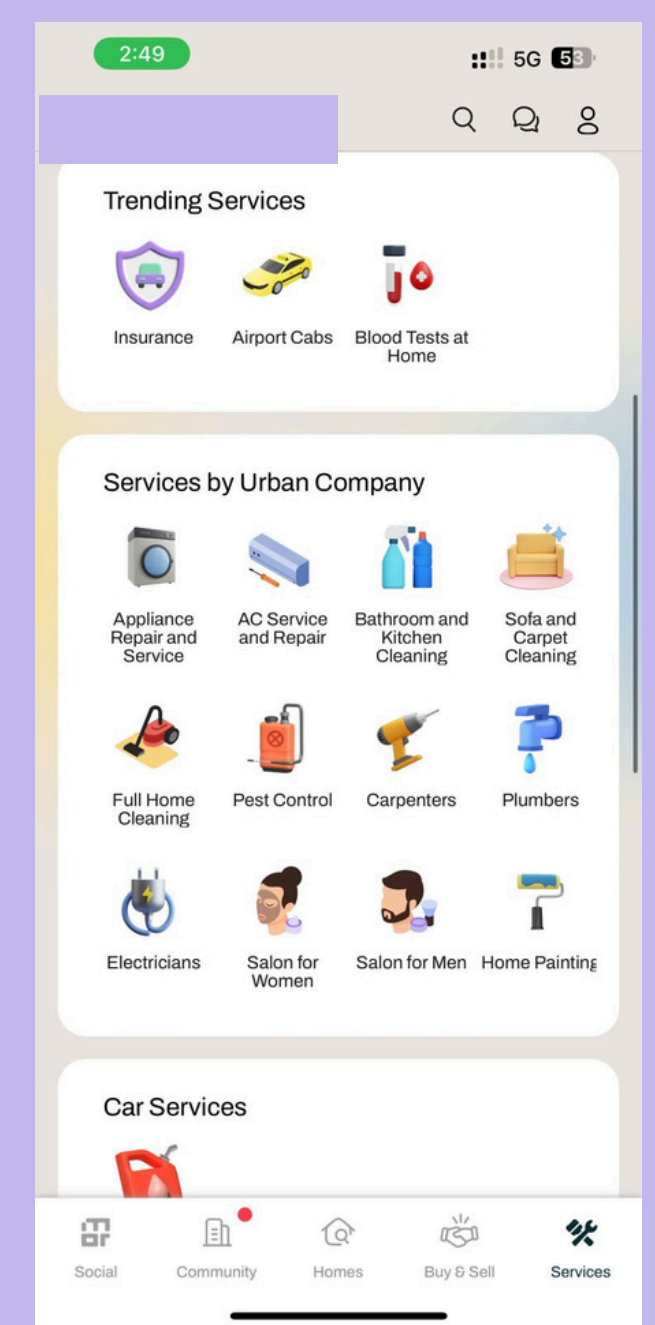 2:49
5G 53
Trending Services
Insurance
Airport Cabs
Blood Tests at
Home
Services by Urban Company
Appliance
Repair and
Service
AC Service
and Repair
Bathroom and
Kitchen
Cleaning
Sofa and
Carpet
Cleaning
Full Home
Cleaning
Pest Control
Carpenters
Plumbers
Electricians
Salon for
Women
Salon for Men
Home Painting
Car Services
Social
Community
Homes
Buy & Sell
Services